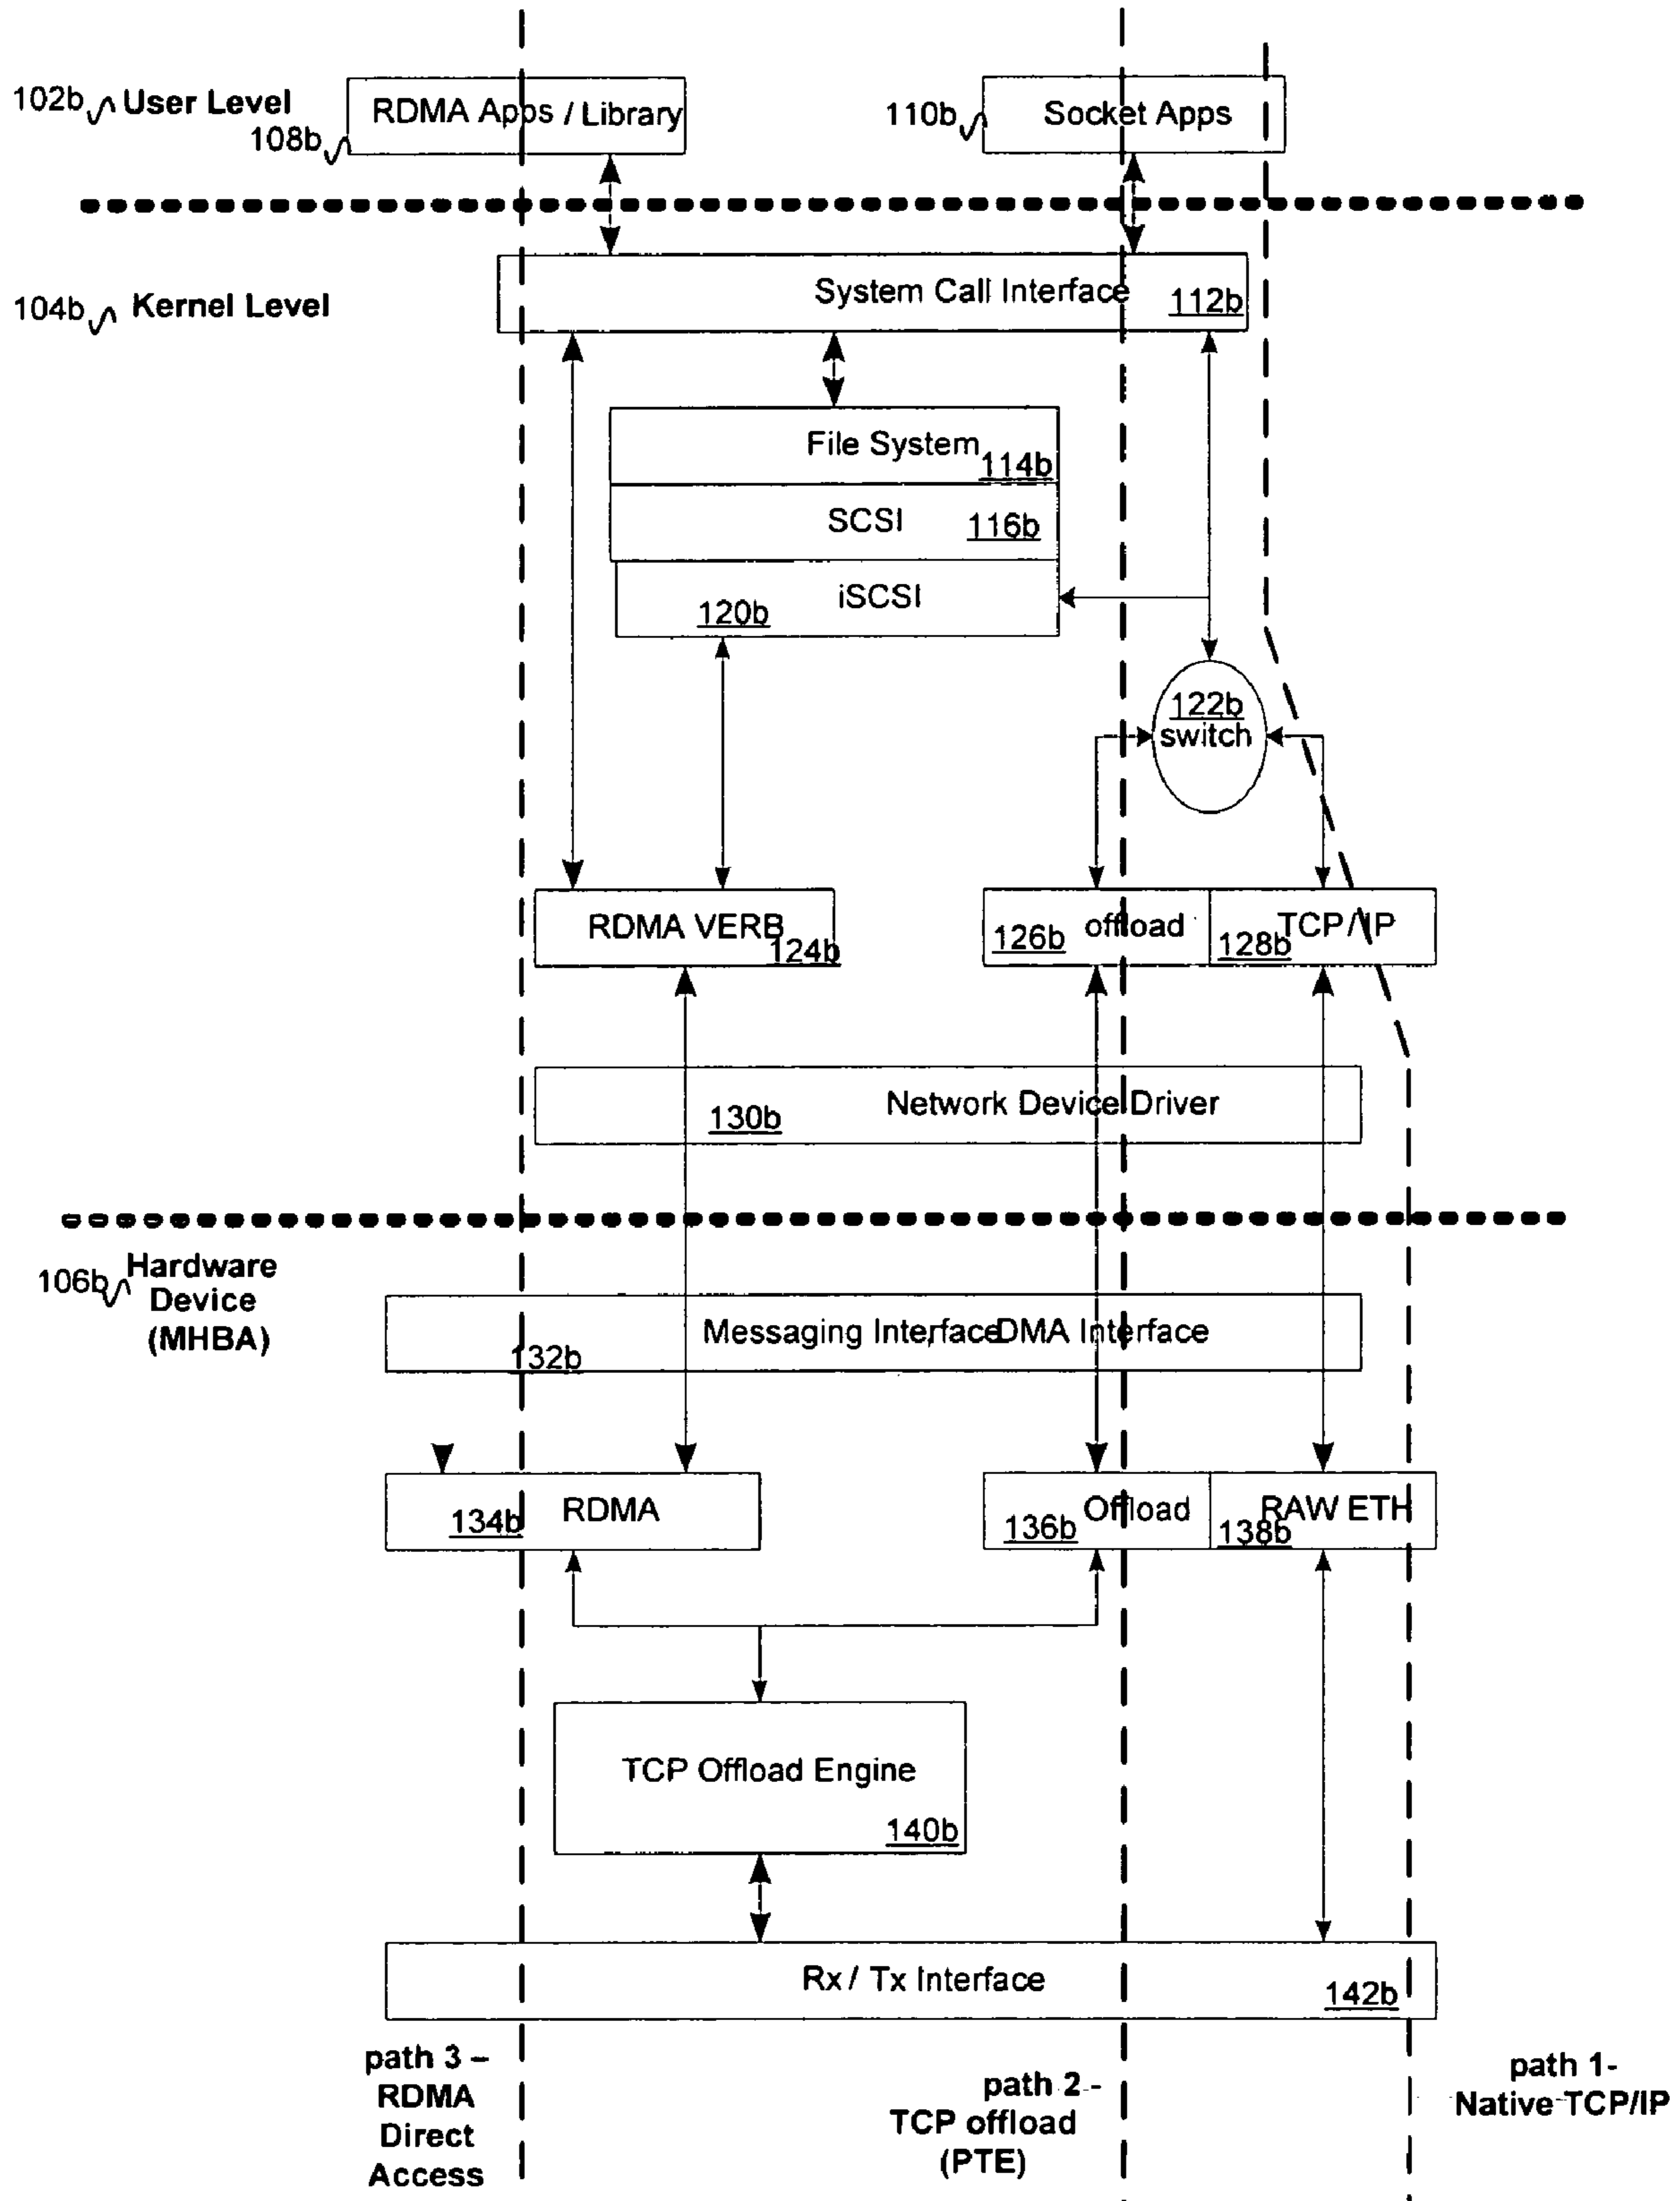 102b User Level
RDMA Apps / Library
108b
110b
Socket Apps
104b Kernel Level
System Call Interface
112b
File System
114b
SCSI
116b
iSCSI
120b
122b
switch
RDMA VERB
124b
126b
offload
128b
TCP/IP
Network Device Driver
130b
106b
Hardware
Device
(MHBA)
Messaging Interface DMA Interface
132b
134b
RDMA
136b
Offload
138b
RAW ETH
TCP Offload Engine
140b
Rx / Tx Interface
142b
path 3 –
RDMA
Direct
Access
path 2 -
TCP offload
(PTE)
path 1-
Native TCP/IP